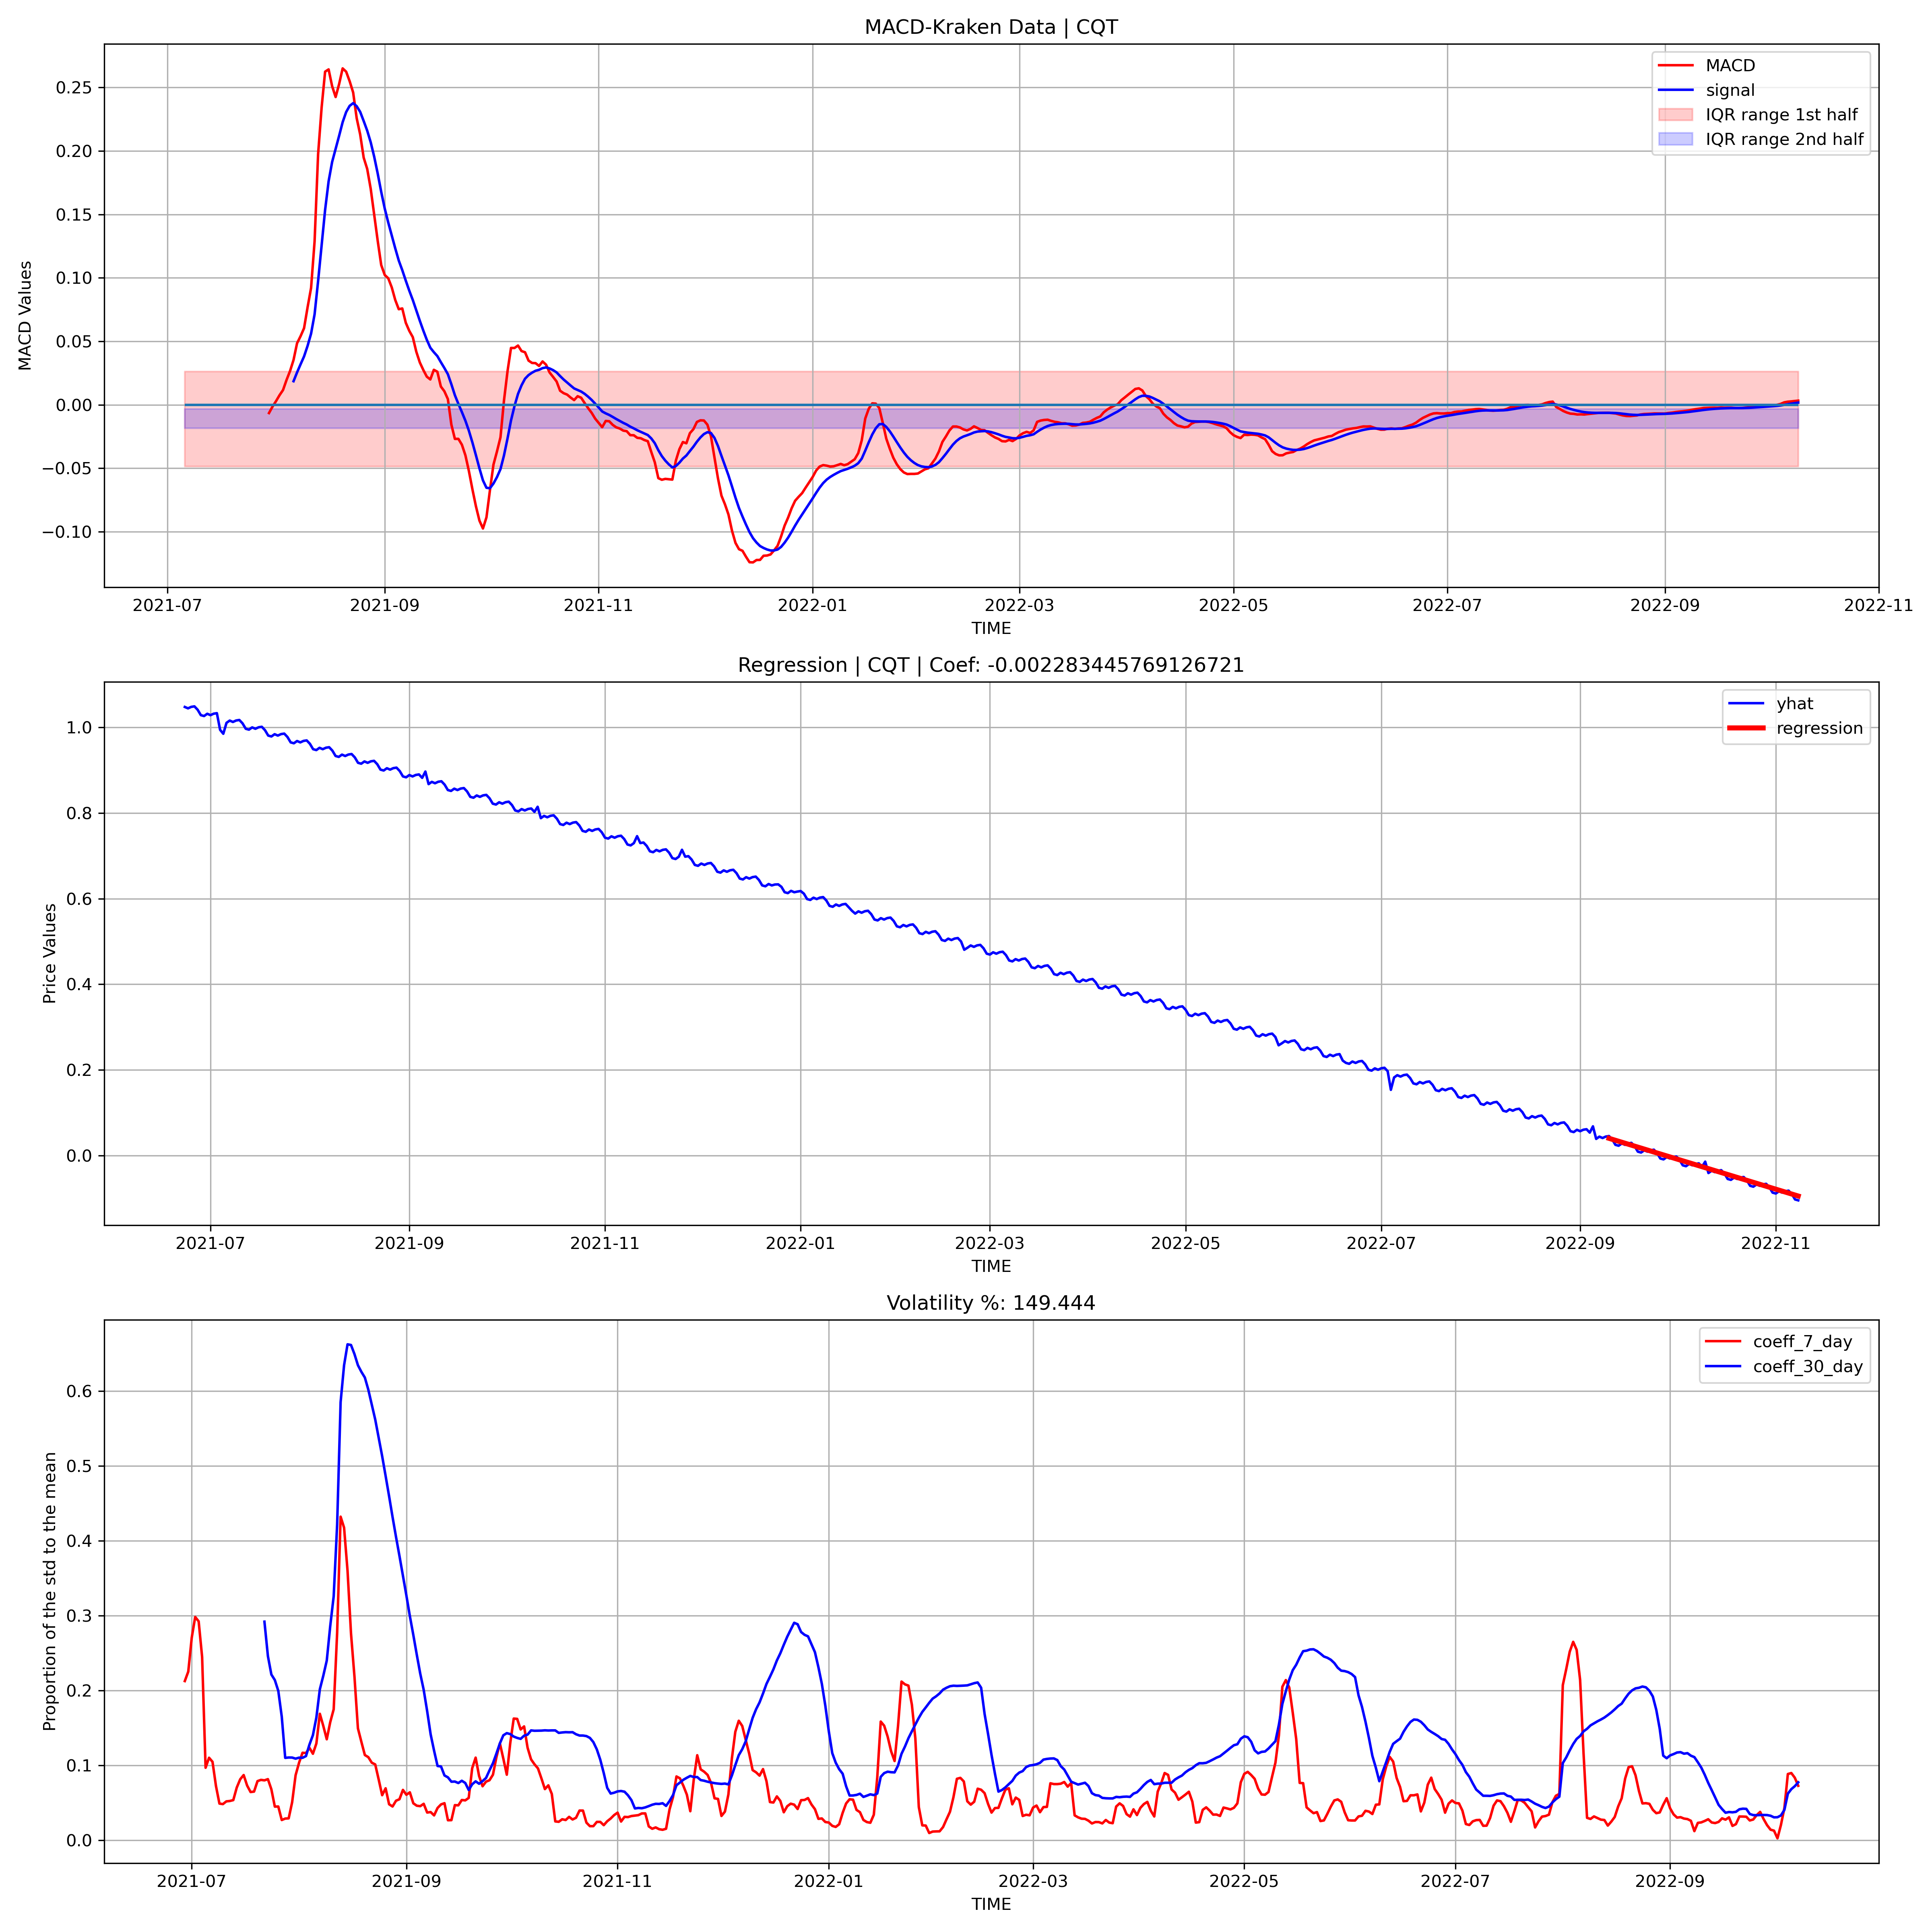 MACD-Kraken Data | CQT
MACD Values
0.25
0.20
0.15
0.10
0.05
0.00
−0.05
−0.10
MACD
signal
IQR range 1st half
IQR range 2nd half
2021-07 2021-09 2021-11 2022-01 2022-03 2022-05 2022-07 2022-09 2022-11
TIME
Regression | CQT | Coef: -0.002283445769126721
Price Values
1.0
0.8
0.6
0.4
0.2
0.0
yhat
regression
2021-07 2021-09 2021-11 2022-01 2022-03 2022-05 2022-07 2022-09 2022-11
TIME
Volatility %: 149.444
Proportion of the std to the mean
0.6
0.5
0.4
0.3
0.2
0.1
0.0
coeff_7_day
coeff_30_day
2021-07 2021-09 2021-11 2022-01 2022-03 2022-05 2022-07 2022-09
TIME